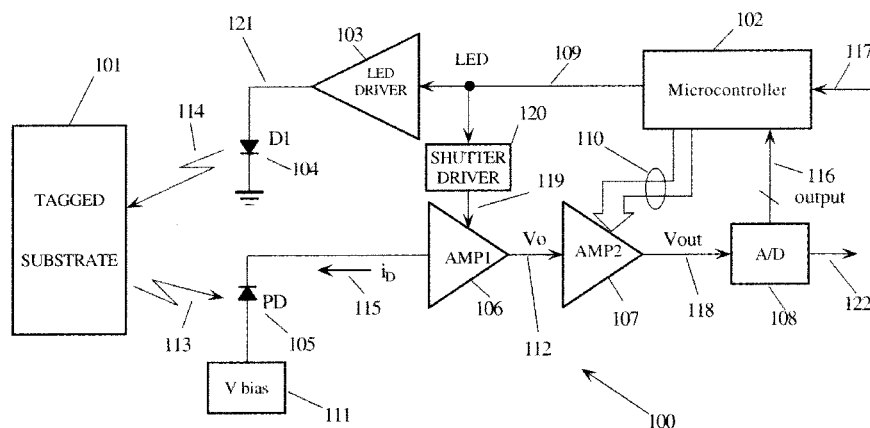 121
103
102
101
LED
109
117
LED
DRIVER
Microcontroller
114
120
110
D1
104
SHUTTER
DRIVER
116
output
TAGGED
119
SUBSTRATE
Vo
Vout
AMP1
AMP2
A/D
iD
PD
115
106
107
118
108
122
113
105
112
V bias
111
100